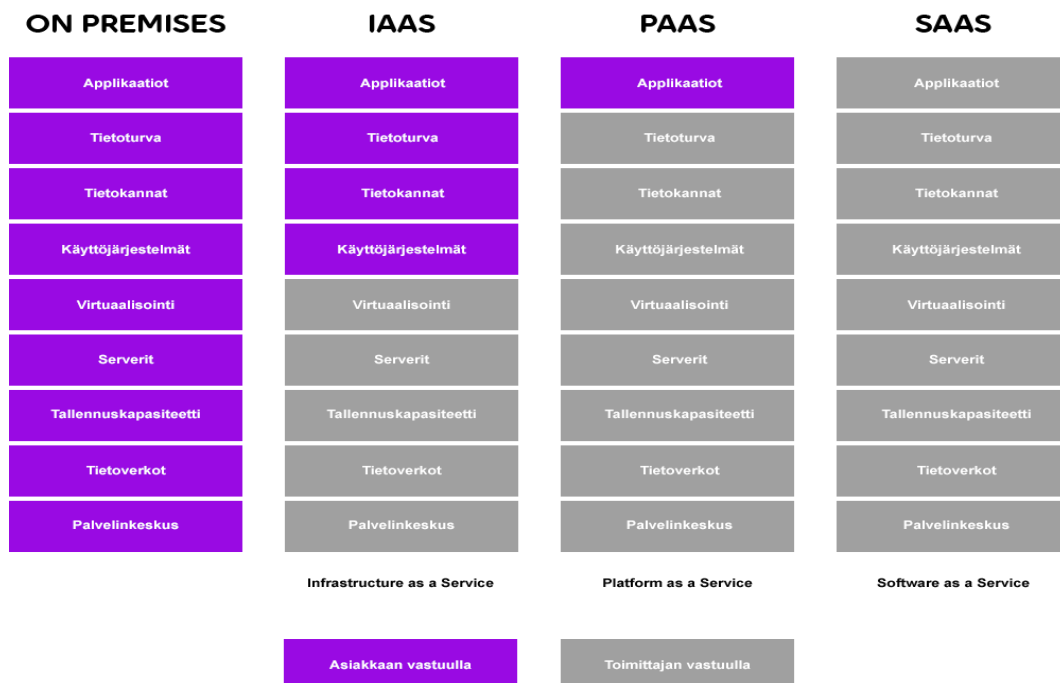 ON PREMISES
IAAS
PAAS
SAAS
Applikaatiot
Applikaatiot
Applikaatiot
Applikaatiot
Tietoturva
Tietoturva
Tietoturva
Tietoturva
Tietokannat
Tietokannat
Tietokannat
Tietokannat
Käyttöjärjestelmät
Käyttöjärjestelmät
Käyttöjärjestelmät
Käyttöjärjestelmät
Virtuaalisointi
Virtuaalisointi
Virtuaalisointi
Virtuaalisointi
Serverit
Serverit
Serverit
Serverit
Tallennuskapasiteetti
Tallennuskapasiteetti
Tallennuskapasiteetti
Tallennuskapasiteetti
Tietoverkot
Tietoverkot
Tietoverkot
Tietoverkot
Palvelinkeskus
Palvelinkeskus
Palvelinkeskus
Palvelinkeskus
Infrastructure as a Service
Platform as a Service
Software as a Service
Asiakkaan vastuulla
Toimittajan vastuulla